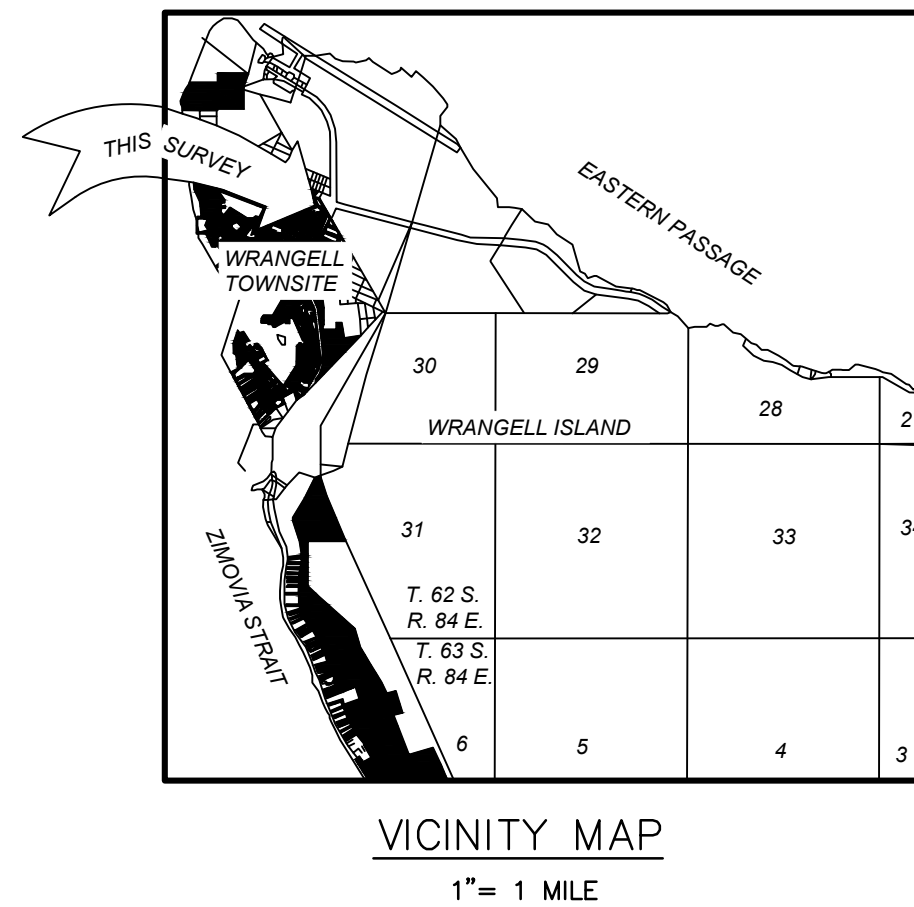 THIS SURVEY
EASTERN PASSAGE
WRANGELL
TOWNSITE
30
29
28
2
WRANGELL ISLAND
31
32
33
ZIMOVIA STRAIT
T. 62 S.
R. 84 E.
T. 63 S.
R. 84 E.
6
5
4
3
VICINITY MAP
1"= 1 MILE